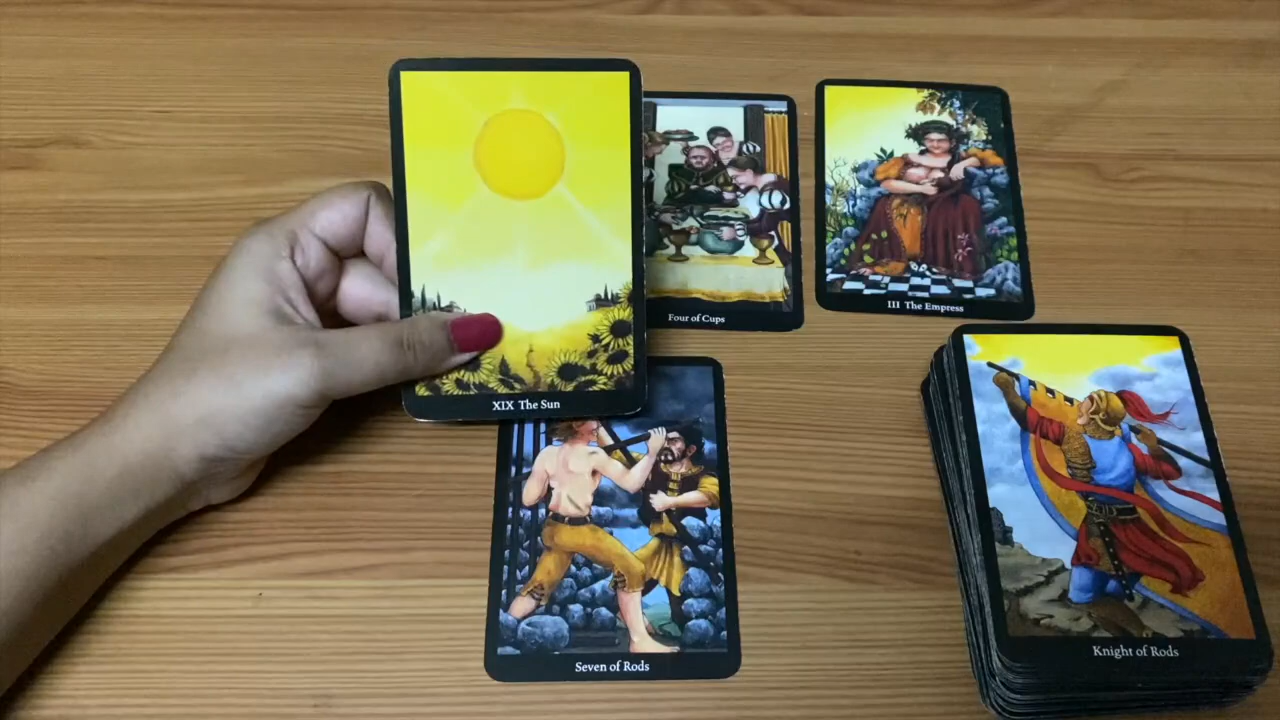 XIX The Sun
Four of Cups
III The Empress
Seven of Rods
Knight of Rods